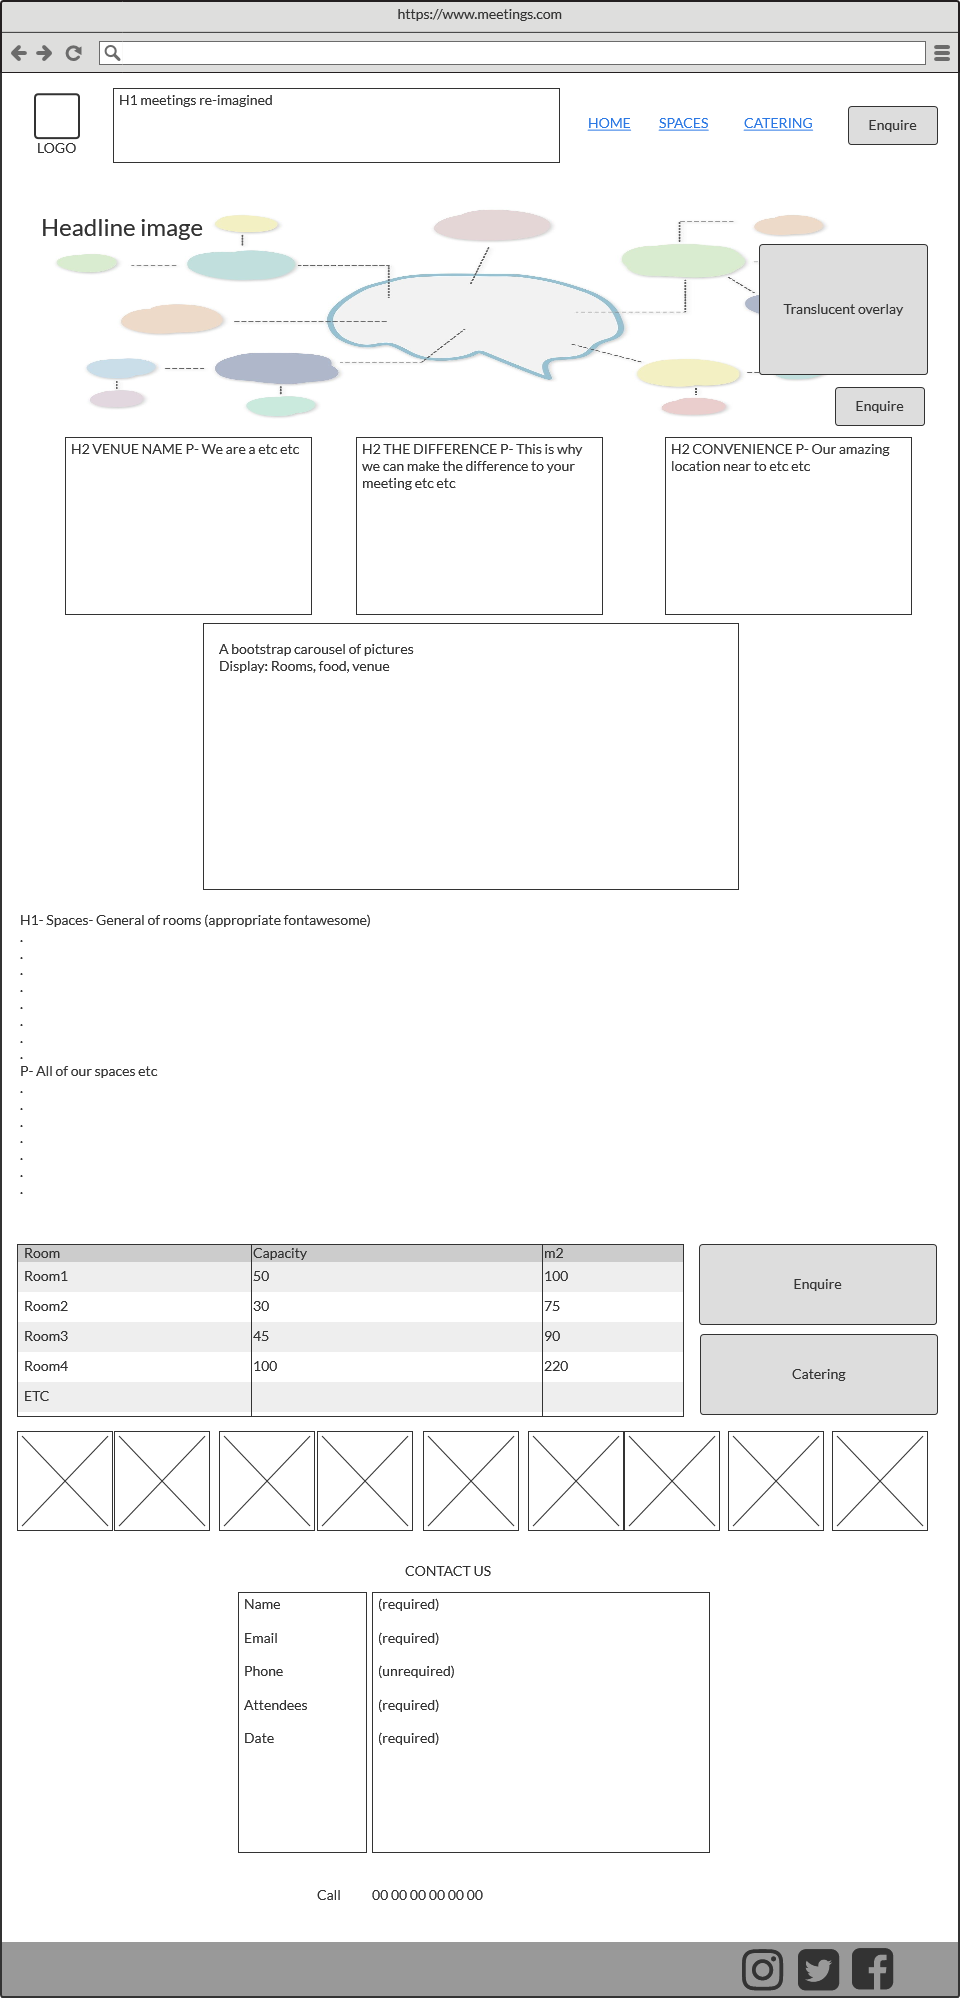 https://www.meetings.com
H1 meetings re-imagined
HOME
SPACES
CATERING
Enquire
LOGO
Headline image
Translucent overlay
Enquire
H2 VENUE NAME P- We are a etc etc
H2 THE DIFFERENCE P- This is why
we can make the difference to your
meeting etc etc
H2 CONVENIENCE P- Our amazing
location near to etc etc
A bootstrap carousel of pictures
Display: Rooms, food, venue
H1- Spaces- General of rooms (appropriate fontawesome)
.
.
.
.
.
.
.
.
P- All of our spaces etc
.
.
.
.
.
.
.
Room Capacity m2
Room1 50 100
Room2 30 75
Room3 45 90
Room4 100 220
ETC
Enquire
Catering
CONTACT US
Name (required)
Email (required)
Phone (unrequired)
Attendees (required)
Date (required)
Call 00 00 00 00 00 00